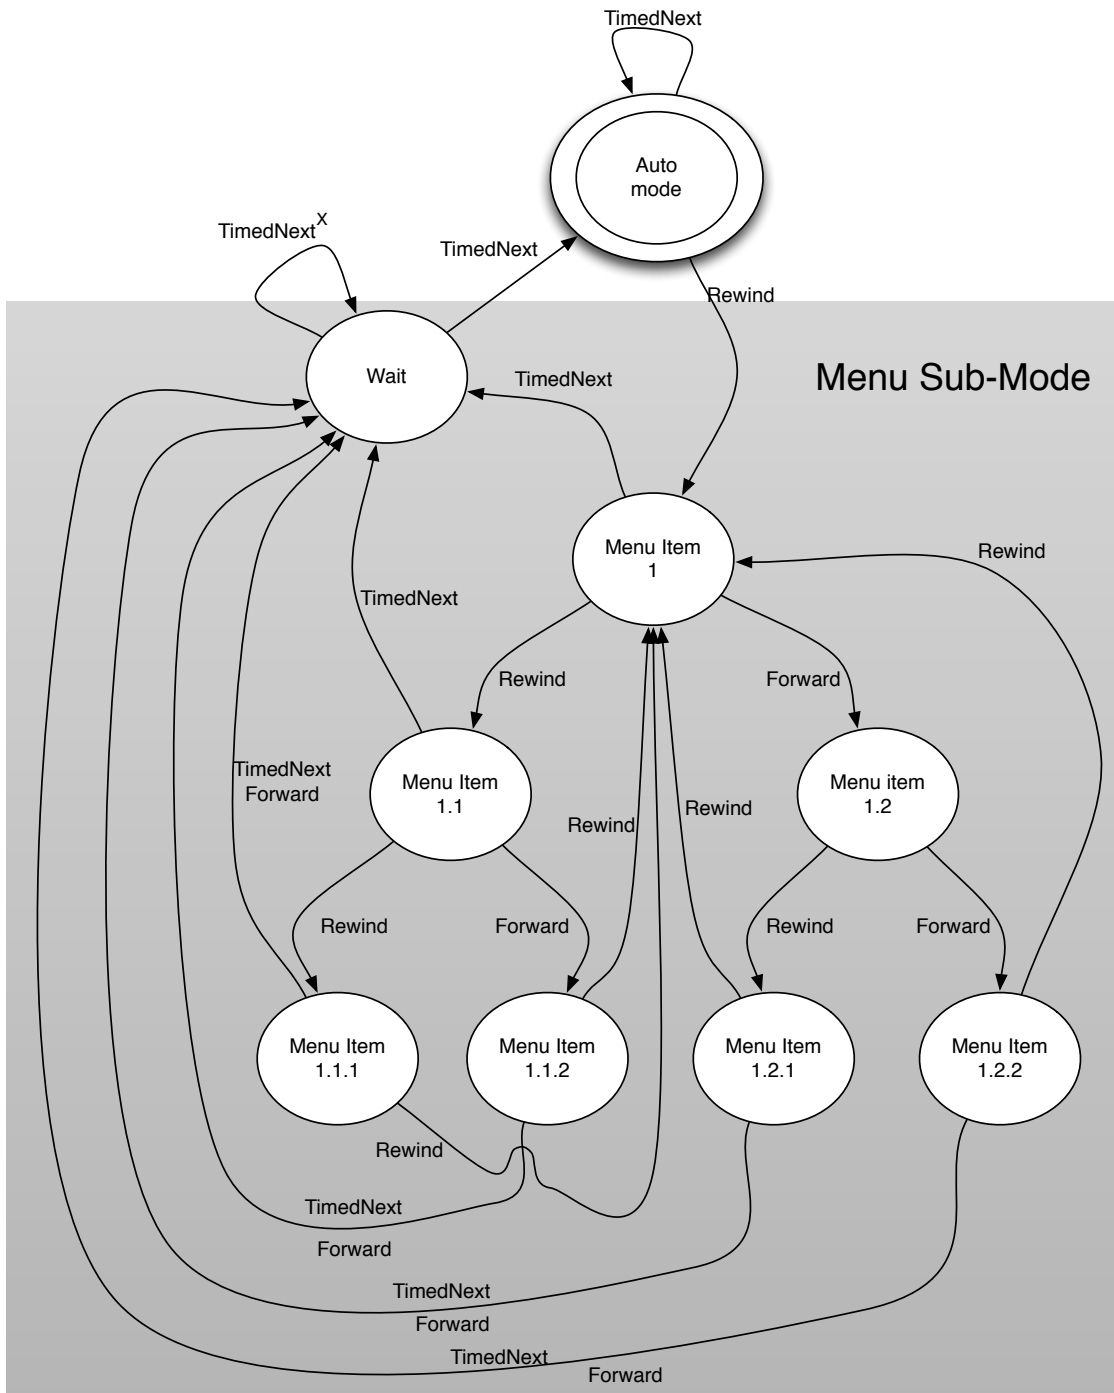 TimedNext
Auto
mode
TimedNextX
TimedNext
Rewind
Wait
TimedNext
Menu Sub-Mode
Menu Item
1
Rewind
TimedNext
Rewind
Forward
Menu Item
1.1
Menu item
1.2
TimedNext
Forward
Rewind
Rewind
Rewind
Forward
Rewind
Forward
Menu Item
1.1.1
Menu Item
1.1.2
Menu Item
1.2.1
Menu Item
1.2.2
Rewind
TimedNext
Forward
TimedNext
Forward
TimedNext
Forward